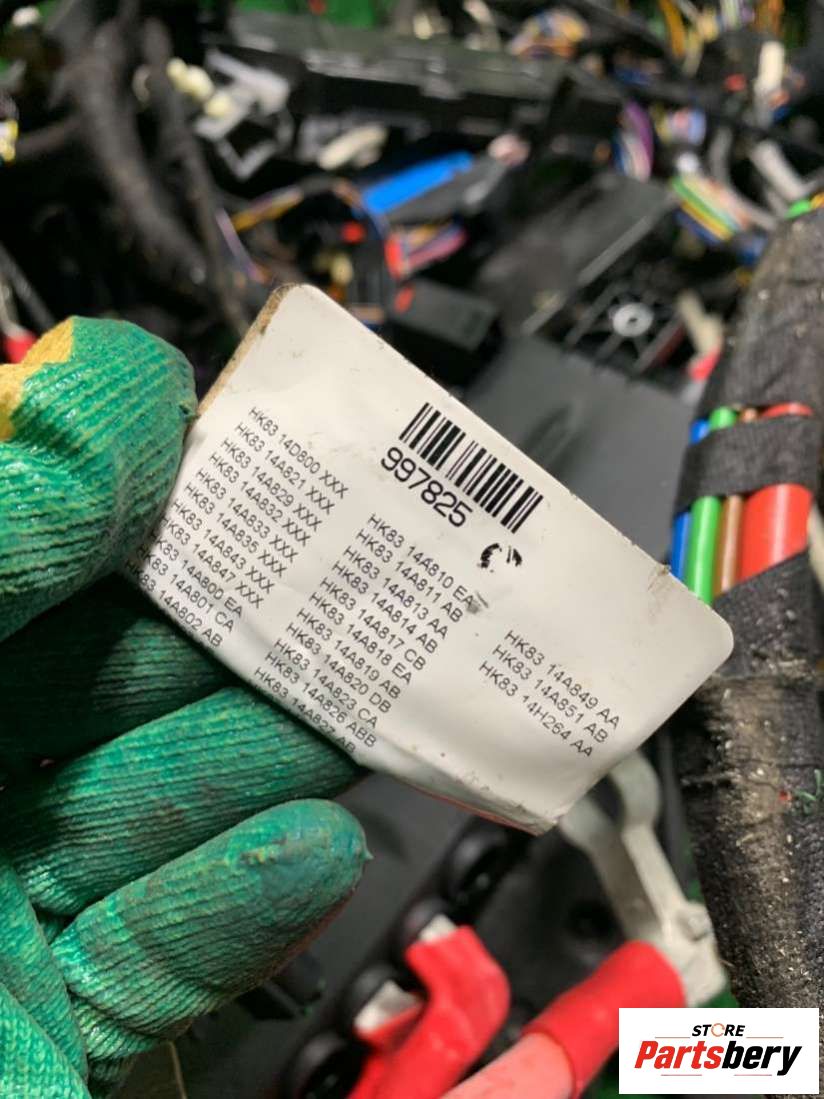 997825
HK83 14D800 XXX
HK83 14A821 XXX
HK83 14A829 XXX
HK83 14A832 XXX
HK83 14A833 XXX
HK83 14A835 XXX
HK83 14A843 XXX
HK83 14A847 XXX
HK83 14A800 EA
HK83 14A801 CA
HK83 14A802 AB
HK83 14A810 EA
HK83 14A811 AB
HK83 14A813 AA
HK83 14A814 AB
HK83 14A817 CB
HK83 14A818 EA
HK83 14A819 AB
HK83 14A820 DB
HK83 14A823 CA
HK83 14A826 ABB
HK83 14A827 AB
HK83 14A849 AA
HK83 14A851 AB
HK83 14H264 AA
STORE
Partsbery